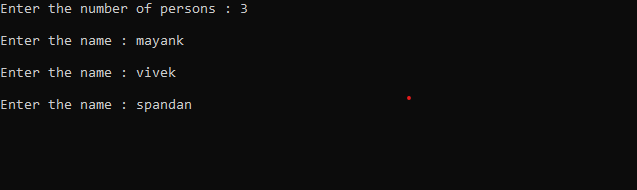 Enter the number of persons : 3
Enter the name : mayank
Enter the name : vivek
Enter the name : spandan